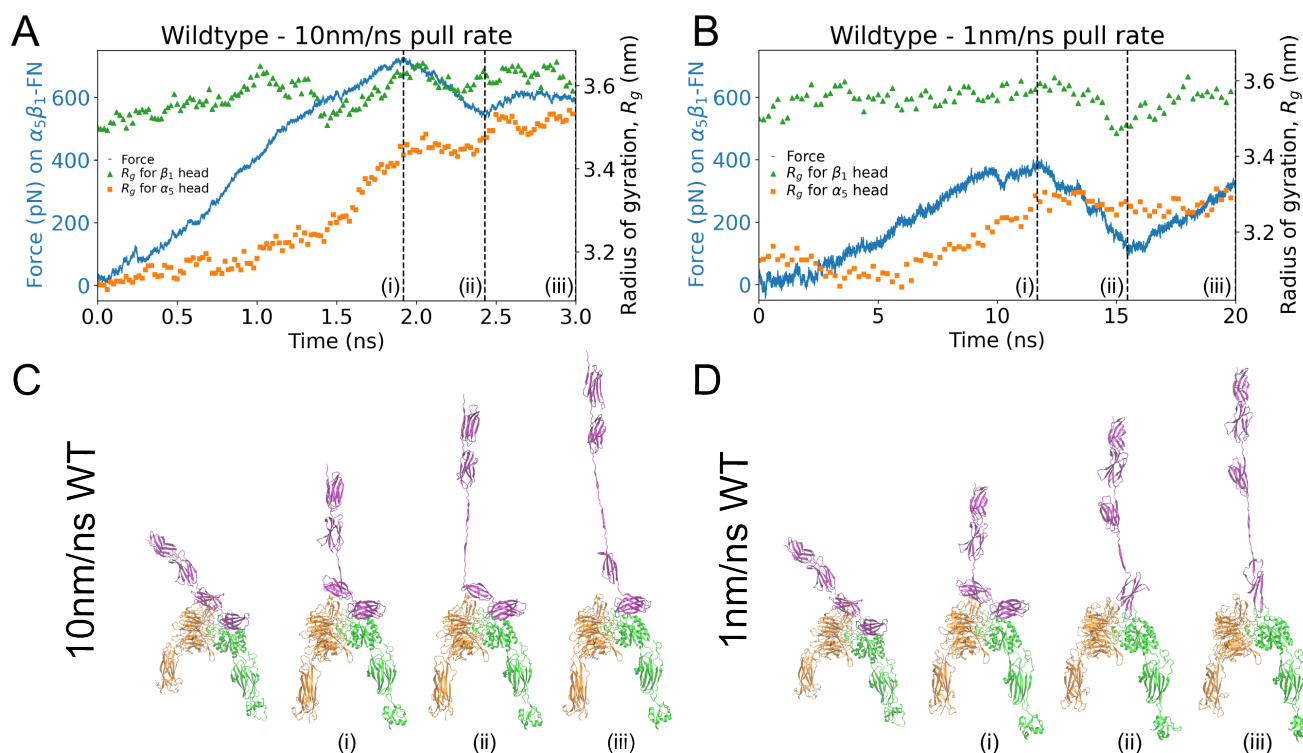 A
Wildtype - 10nm/ns pull rate
Force (pN) on α₅β₁-FN
600
400
200
0
Force
Rg for β₁ head
Rg for α₅ head
(i)
(ii)
(iii)
3.6
3.4
3.2
Radius of gyration, Rg (nm)
0.0
0.5
1.0
1.5
2.0
2.5
3.0
Time (ns)
B
Wildtype - 1nm/ns pull rate
Force (pN) on α₅β₁-FN
600
400
200
0
Force
Rg for β₁ head
Rg for α₅ head
(i)
(ii)
(iii)
3.6
3.4
3.2
Radius of gyration, Rg (nm)
0
5
10
15
20
Time (ns)
C
10nm/ns WT
(i)
(ii)
(iii)
D
1nm/ns WT
(i)
(ii)
(iii)